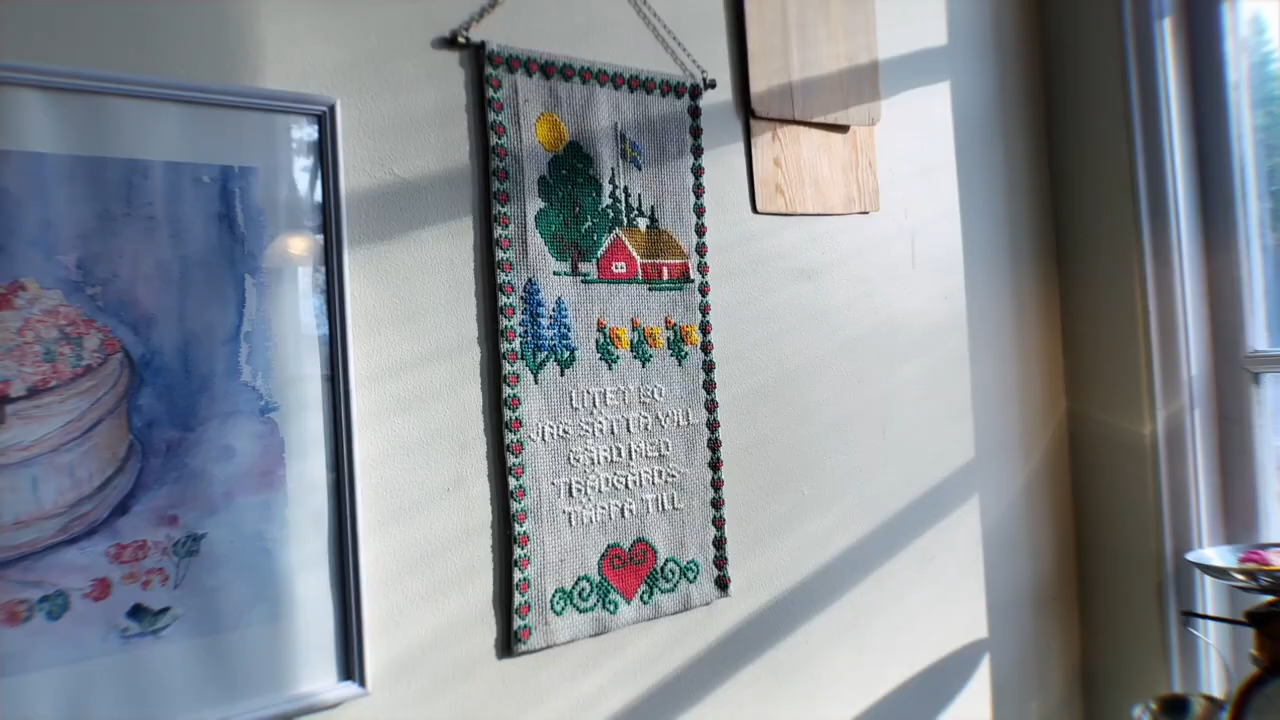 LITET SO
JAG SÄTTA VILL
GÅRD MED
TRÄDGÅRDS
TÄPPA TILL